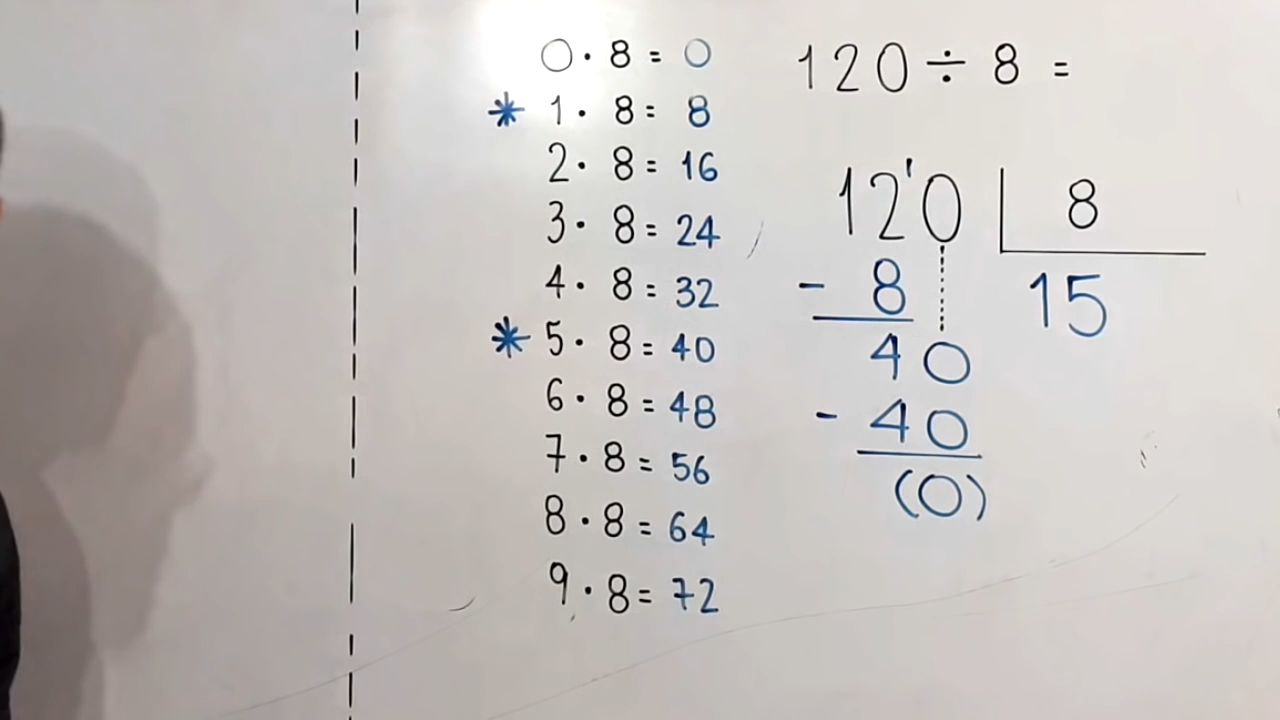 0 · 8 = 0
* 1 · 8 = 8
2 · 8 = 16
3 · 8 = 24
4 · 8 = 32
* 5 · 8 = 40
6 · 8 = 48
7 · 8 = 56
8 · 8 = 64
9 · 8 = 72
120 ÷ 8 =
12'0 | 8
- 8 15
40
- 40
(0)